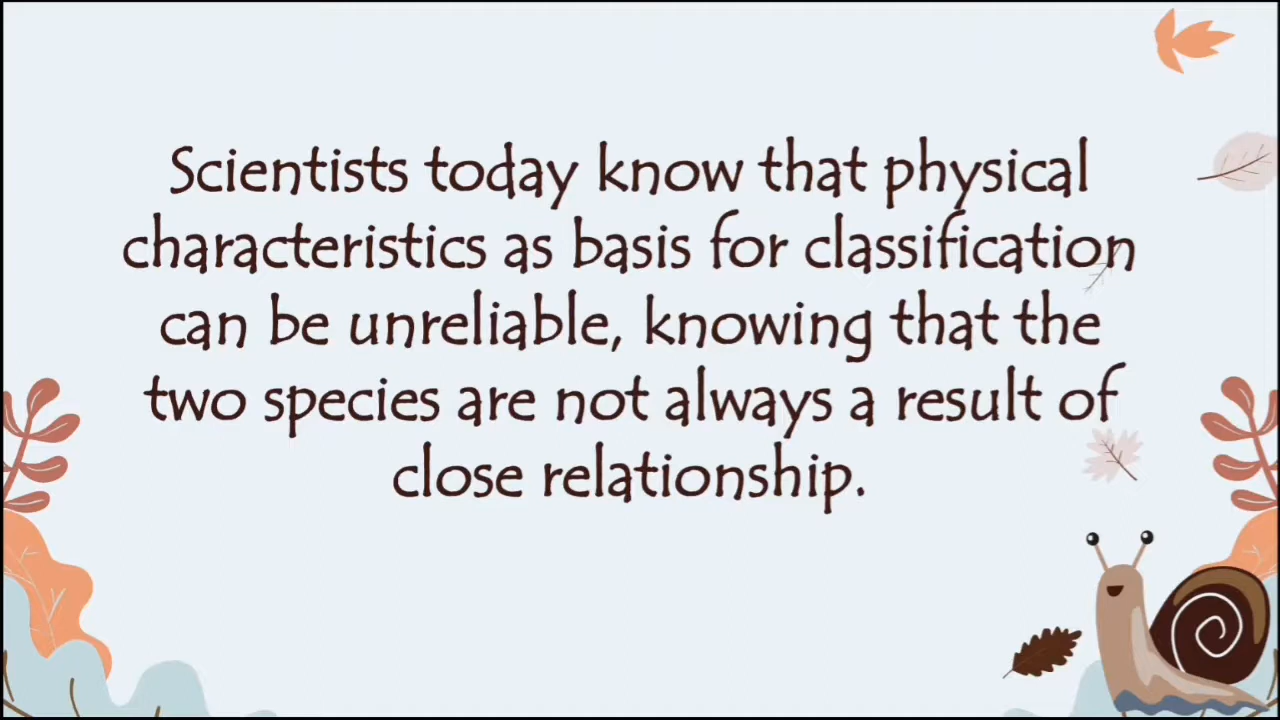 Scientists today know that physical
characteristics as basis for classification
can be unreliable, knowing that the
two species are not always a result of
close relationship.